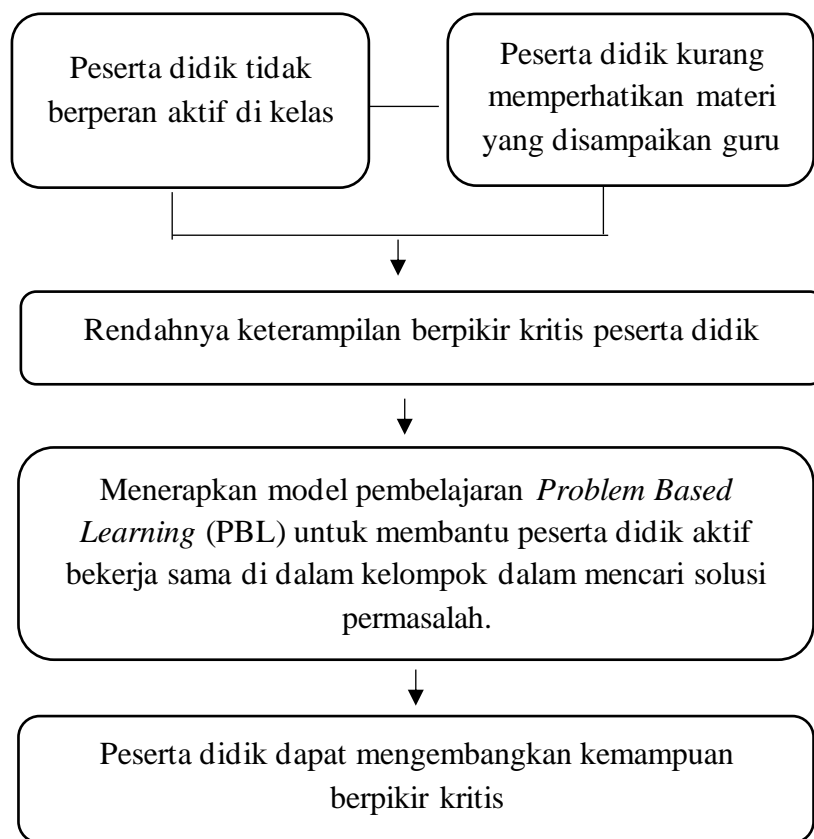 Peserta didik tidak
berperan aktif di kelas
Peserta didik kurang
memperhatikan materi
yang disampaikan guru
Rendahnya keterampilan berpikir kritis peserta didik
Menerapkan model pembelajaran Problem Based
Learning (PBL) untuk membantu peserta didik aktif
bekerja sama di dalam kelompok dalam mencari solusi
permasalah.
Peserta didik dapat mengembangkan kemampuan
berpikir kritis